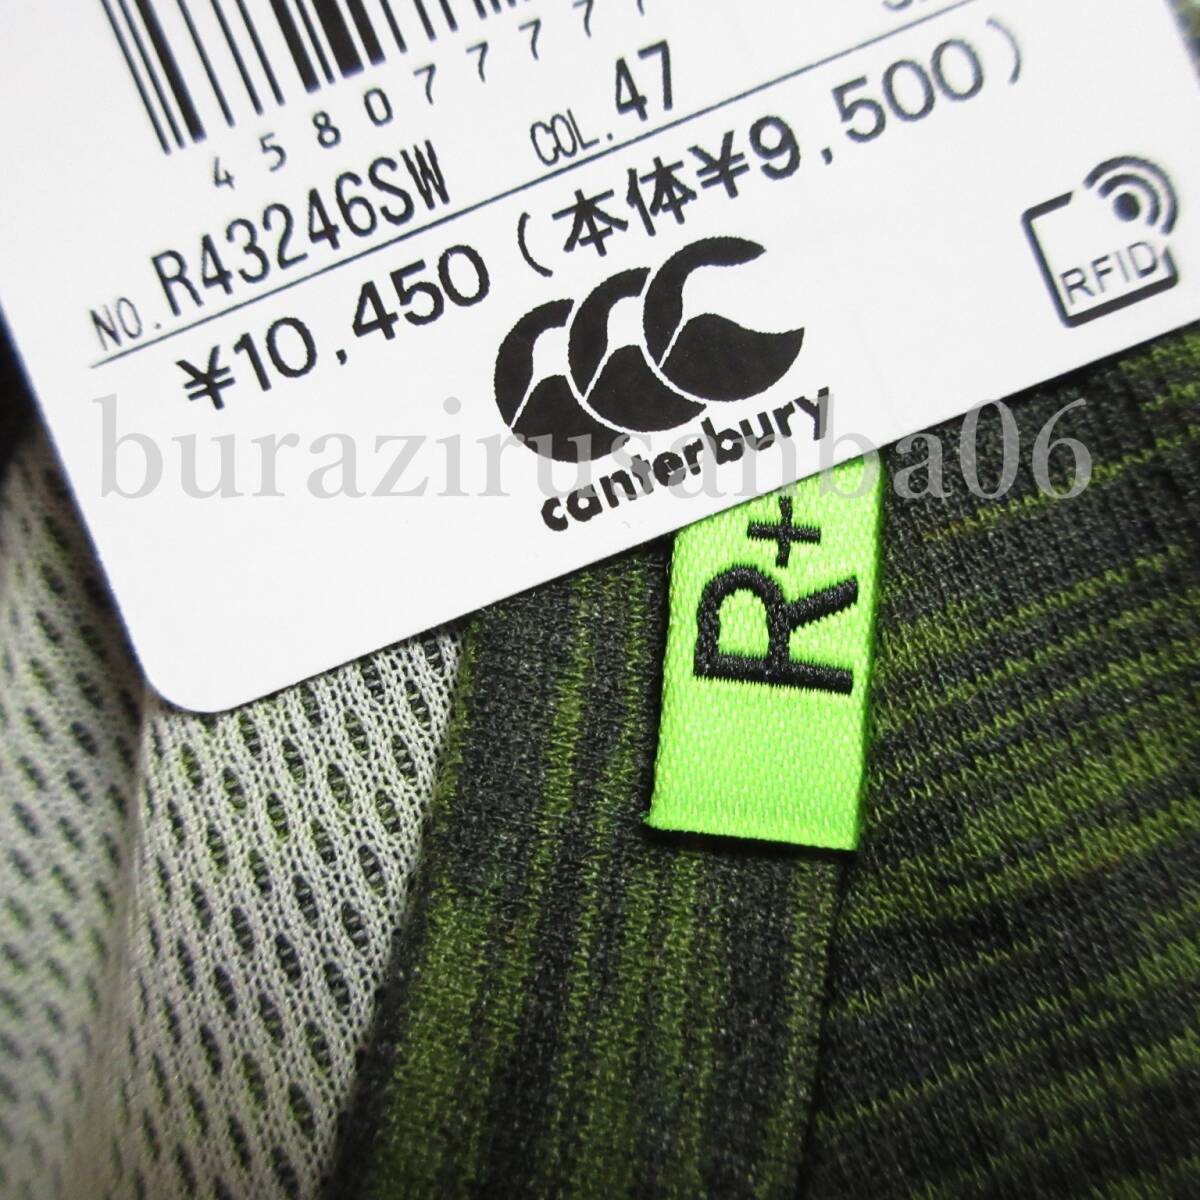 4580777
NO. R43246SW COL. 47
¥10,450 (本体¥9,500)
RFID
canterbury
burazirusanba06
R+